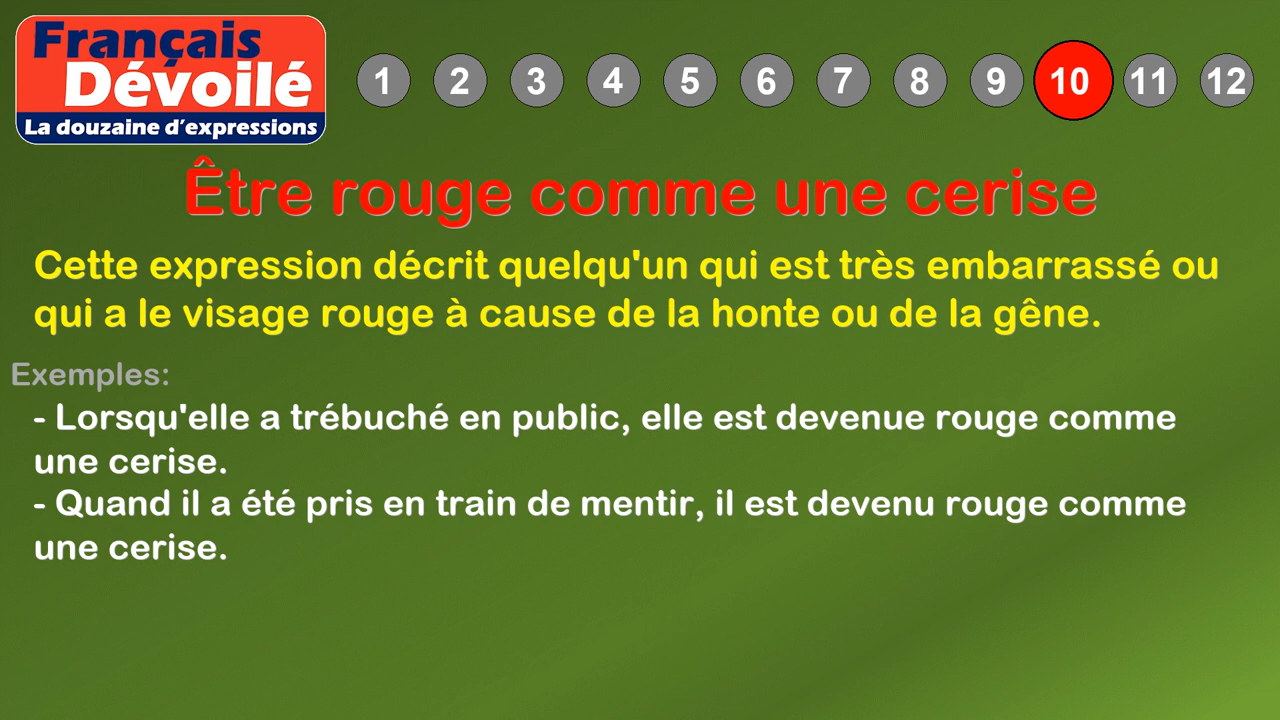 Français
Dévoilé
La douzaine d'expressions
1 2 3 4 5 6 7 8 9 10 11 12
Être rouge comme une cerise
Cette expression décrit quelqu'un qui est très embarrassé ou
qui a le visage rouge à cause de la honte ou de la gêne.
Exemples:
- Lorsqu'elle a trébuché en public, elle est devenue rouge comme
une cerise.
- Quand il a été pris en train de mentir, il est devenu rouge comme
une cerise.